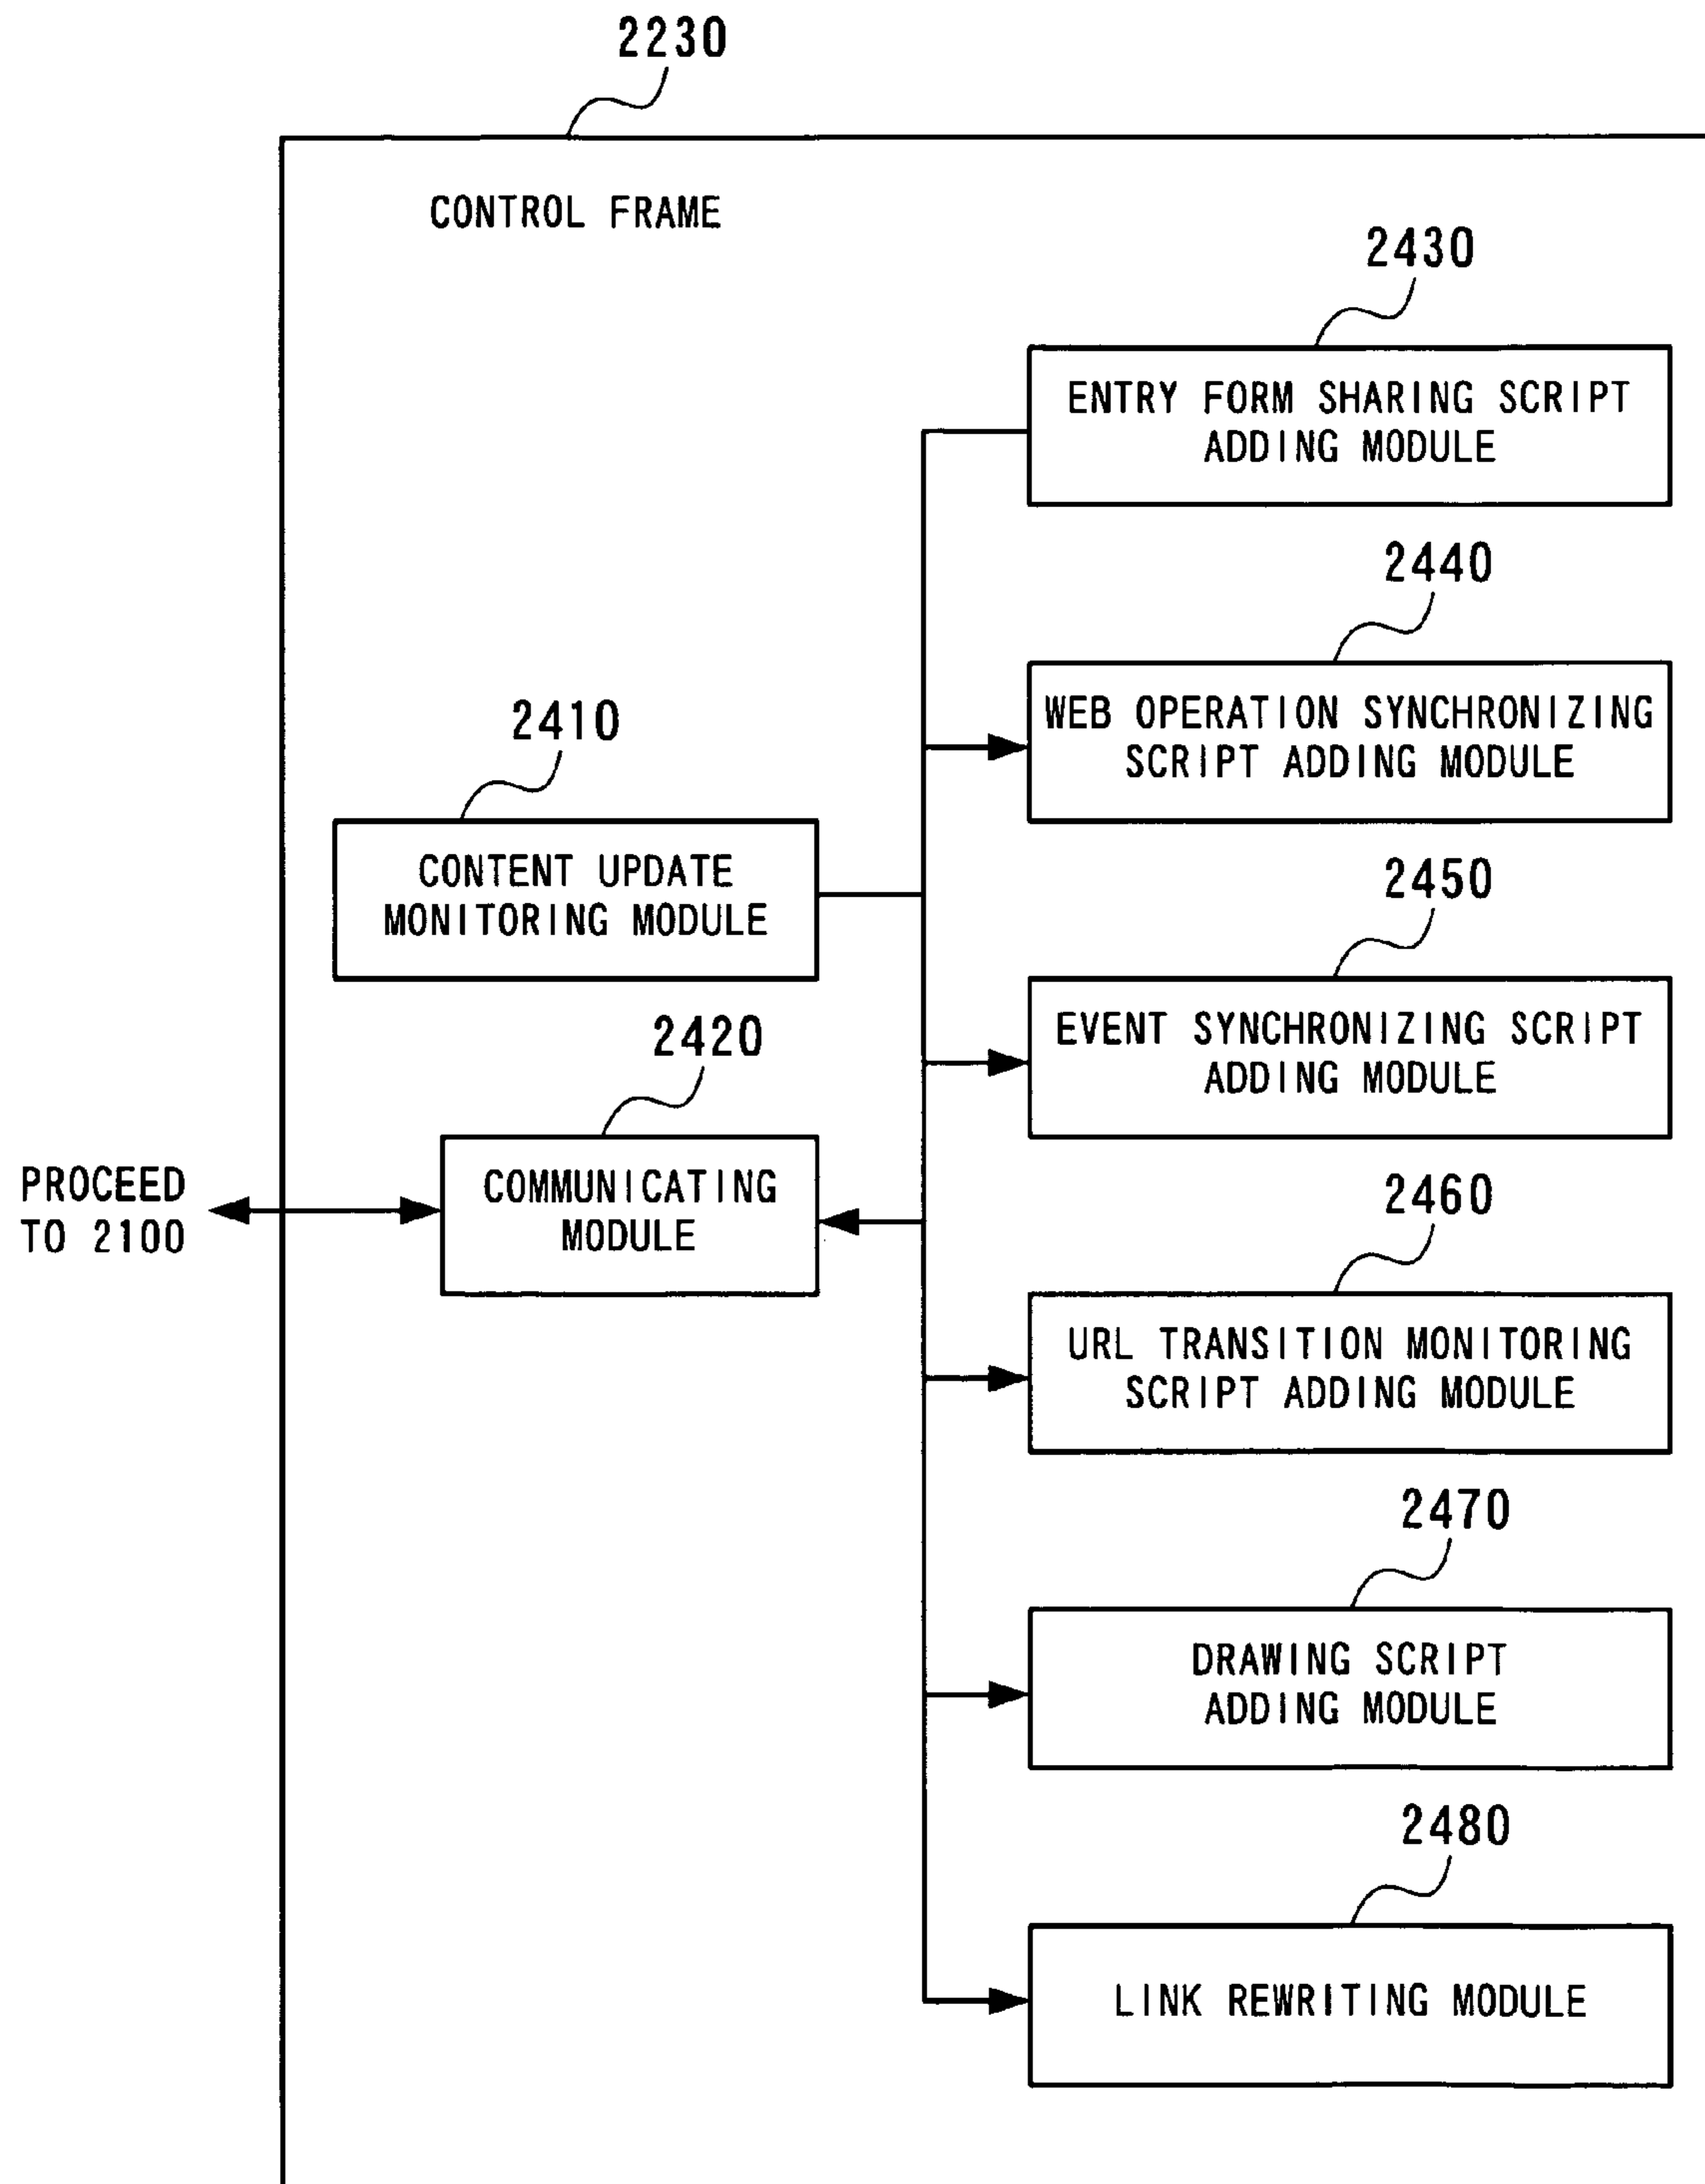 2230
CONTROL FRAME
2430
ENTRY FORM SHARING SCRIPT
ADDING MODULE
2440
WEB OPERATION SYNCHRONIZING
SCRIPT ADDING MODULE
2410
CONTENT UPDATE
MONITORING MODULE
2450
EVENT SYNCHRONIZING SCRIPT
ADDING MODULE
2420
COMMUNICATING
MODULE
PROCEED
TO 2100
2460
URL TRANSITION MONITORING
SCRIPT ADDING MODULE
2470
DRAWING SCRIPT
ADDING MODULE
2480
LINK REWRITING MODULE